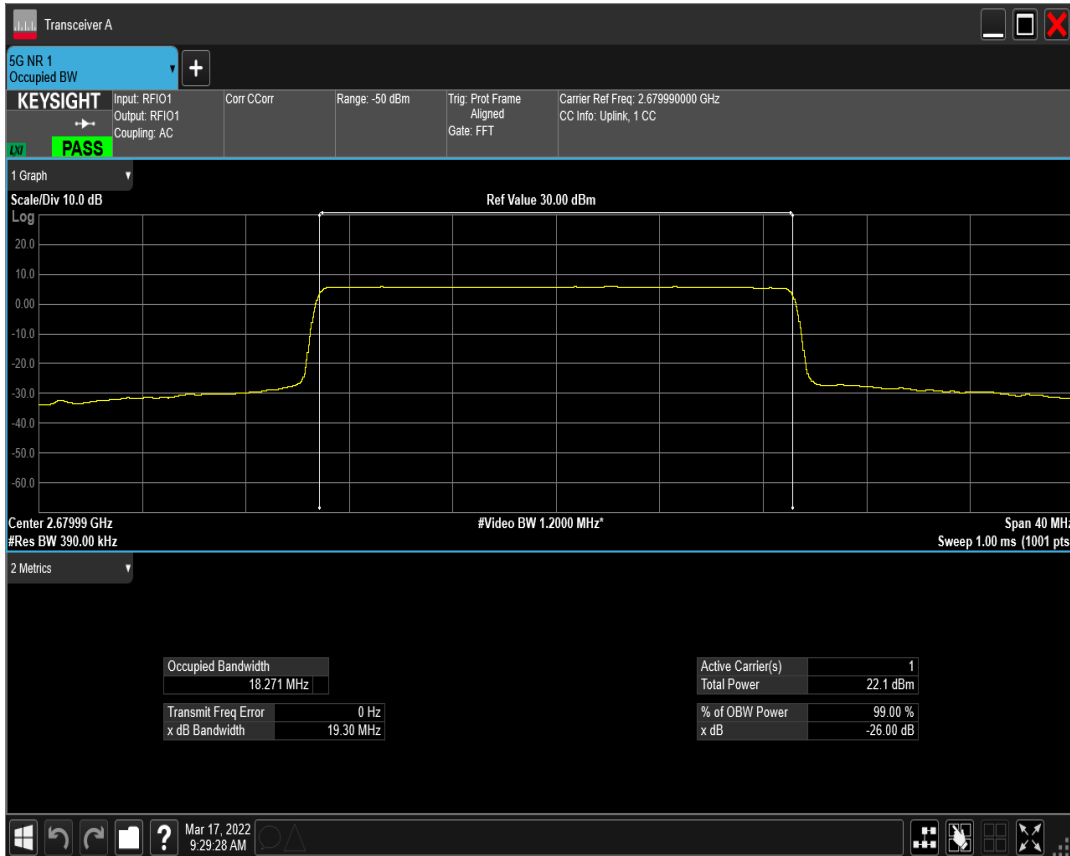 Transceiver A
5G NR 1
Occupied BW
KEYSIGHT
LXI
PASS
Input: RFIO1
Output: RFIO1
Coupling: AC
Corr CCorr
Range: -50 dBm
Trig: Prot Frame
Aligned
Gate: FFT
Carrier Ref Freq: 2.679990000 GHz
CC Info: Uplink, 1 CC
1 Graph
Scale/Div 10.0 dB
Ref Value 30.00 dBm
Log
20.0
10.0
0.00
-10.0
-20.0
-30.0
-40.0
-50.0
-60.0
Center 2.67999 GHz
#Video BW 1.2000 MHz*
Span 40 MHz
#Res BW 390.00 kHz
Sweep 1.00 ms (1001 pts
2 Metrics
Occupied Bandwidth
18.271 MHz
Transmit Freq Error 0 Hz
x dB Bandwidth 19.30 MHz
Active Carrier(s) 1
Total Power 22.1 dBm
% of OBW Power 99.00 %
x dB -26.00 dB
?
Mar 17, 2022
9:29:28 AM